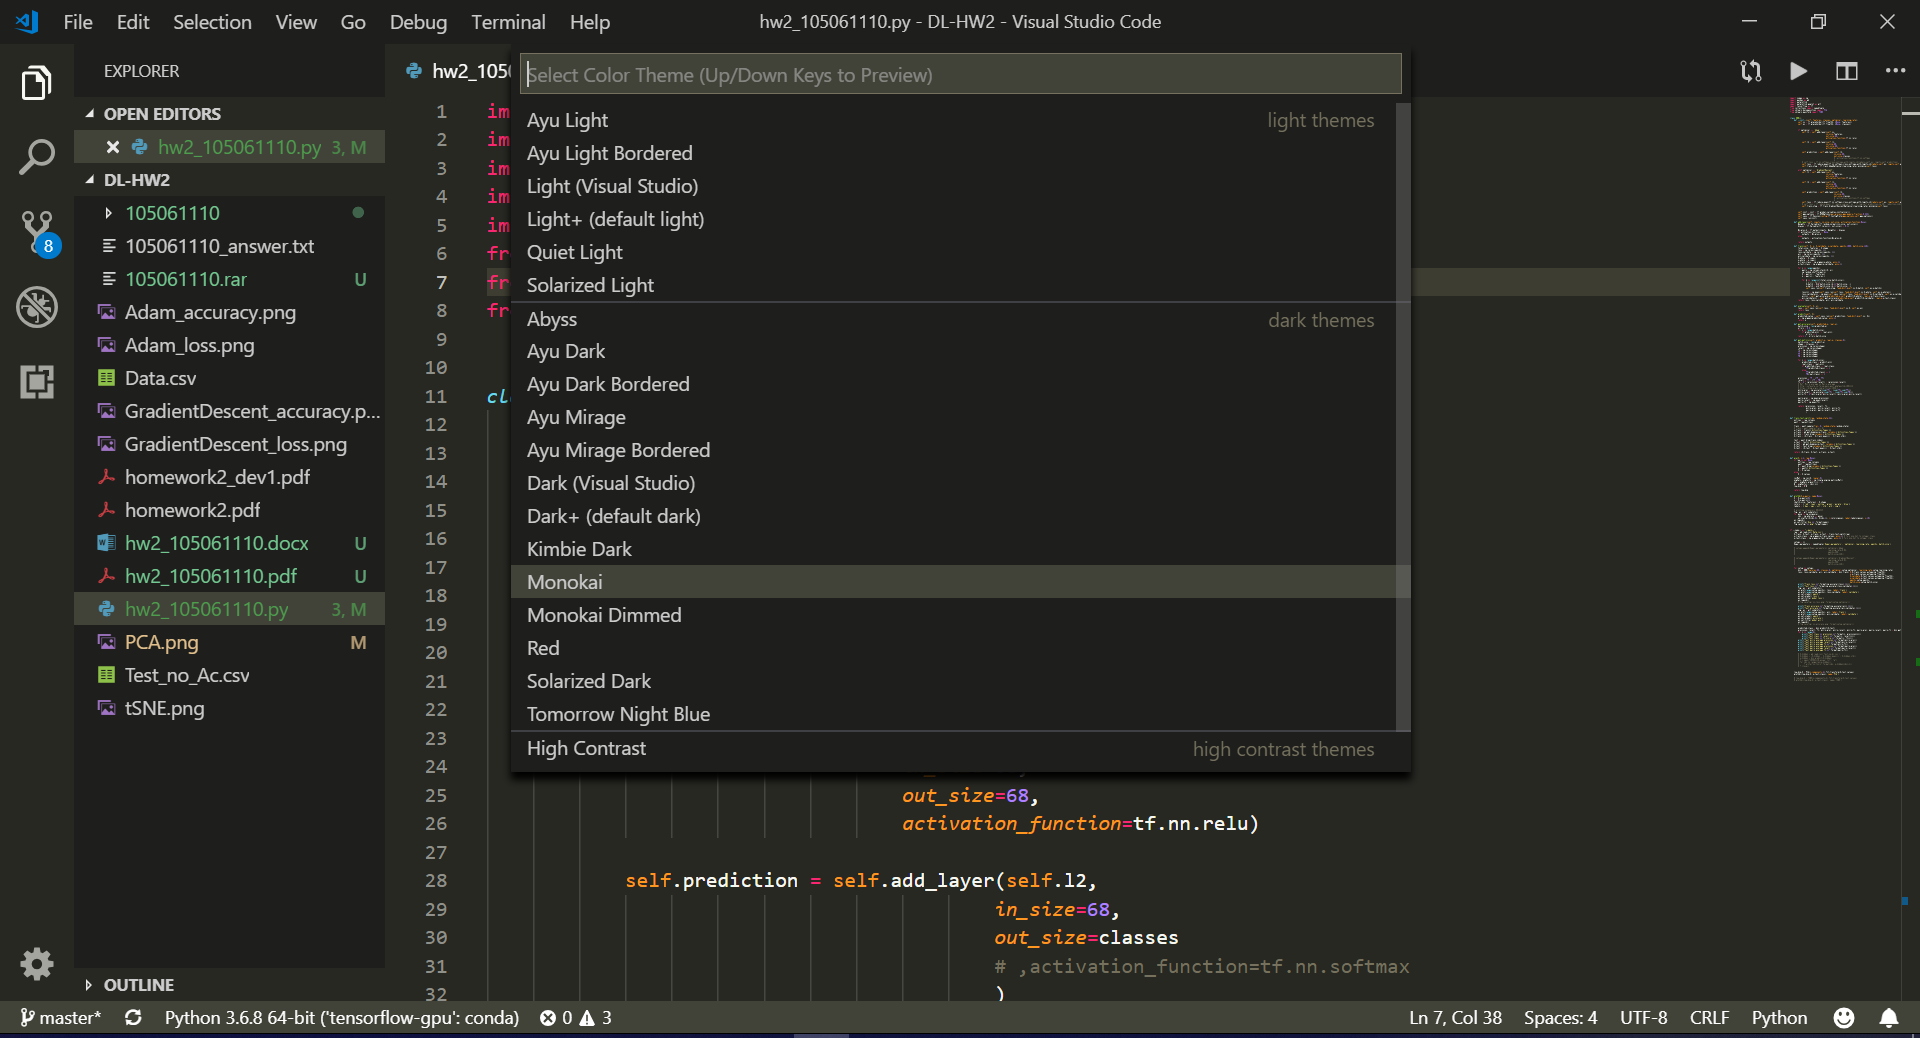 File Edit Selection View Go Debug Terminal Help
hw2_105061110.py - DL-HW2 - Visual Studio Code
EXPLORER
OPEN EDITORS
hw2_105061110.py 3, M
DL-HW2
105061110
105061110_answer.txt
105061110.rar U
Adam_accuracy.png
Adam_loss.png
Data.csv
GradientDescent_accuracy.p...
GradientDescent_loss.png
homework2_dev1.pdf
homework2.pdf
hw2_105061110.docx U
hw2_105061110.pdf U
hw2_105061110.py 3, M
PCA.png M
Test_no_Ac.csv
tSNE.png
OUTLINE
8
hw2_105
Select Color Theme (Up/Down Keys to Preview)
Ayu Light light themes
Ayu Light Bordered
Light (Visual Studio)
Light+ (default light)
Quiet Light
Solarized Light
Abyss dark themes
Ayu Dark
Ayu Dark Bordered
Ayu Mirage
Ayu Mirage Bordered
Dark (Visual Studio)
Dark+ (default dark)
Kimbie Dark
Monokai
Monokai Dimmed
Red
Solarized Dark
Tomorrow Night Blue
High Contrast high contrast themes
1 im
2 im
3 im
4 im
5 im
6 fr
7 fr
8 fr
9
10
11 cl
12
13
14
15
16
17
18
19
20
21
22
23
24
25 out_size=68,
26 activation_function=tf.nn.relu)
27
28 self.prediction = self.add_layer(self.l2,
29 in_size=68,
30 out_size=classes
31 # ,activation_function=tf.nn.softmax
32 )
master* Python 3.6.8 64-bit ('tensorflow-gpu': conda) 0 3 Ln 7, Col 38 Spaces: 4 UTF-8 CRLF Python